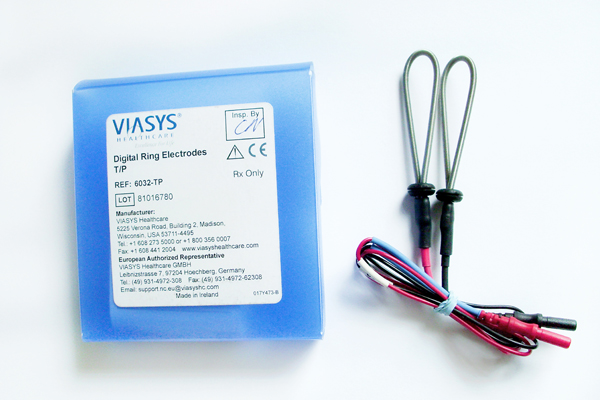 VIASYS
HEALTHCARE
Insp. By
CE
Digital Ring Electrodes
T/P
Rx Only
REF: 6032-TP
LOT 81016780
Manufacturer:
VIASYS Healthcare
5225 Verona Road, Building 2, Madison,
Wisconsin, USA 53711-4495
Tel.: +1 608 273 5000 or +1 800 356 0007
Fax: +1 608 441 2004 www.viasyshealthcare.com
European Authorized Representative
VIASYS Healthcare GMBH
Leibnizstrasse 7, 97204 Hoechberg, Germany
Tel: (49) 931-4972-308 Fax: (49) 931-4972-62308
Email: support.nc.eu@viasyshc.com
Made in Ireland
017Y473-B